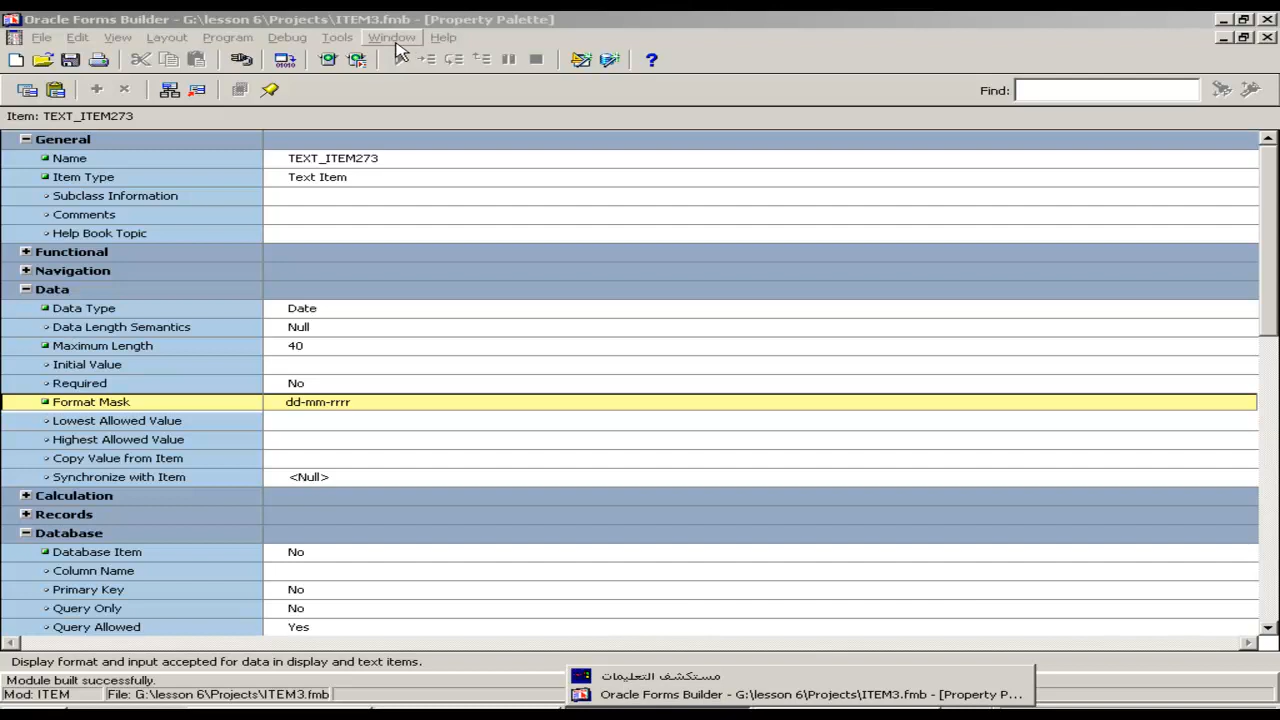 Oracle Forms Builder - G:\lesson 6\Projects\ITEM3.fmb - [Property Palette]
File Edit View Layout Program Debug Tools Window Help
Find:
Item: TEXT_ITEM273
General
Name TEXT_ITEM273
Item Type Text Item
Subclass Information
Comments
Help Book Topic
Functional
Navigation
Data
Data Type Date
Data Length Semantics Null
Maximum Length 40
Initial Value
Required No
Format Mask dd-mm-rrrr
Lowest Allowed Value
Highest Allowed Value
Copy Value from Item
Synchronize with Item <Null>
Calculation
Records
Database
Database Item No
Column Name
Primary Key No
Query Only No
Query Allowed Yes
Display format and input accepted for data in display and text items.
مستكشف التعليمات
Module built successfully.
Mod: ITEM File: G:\lesson 6\Projects\ITEM3.fmb
Oracle Forms Builder - G:\lesson 6\Projects\ITEM3.fmb - [Property P...